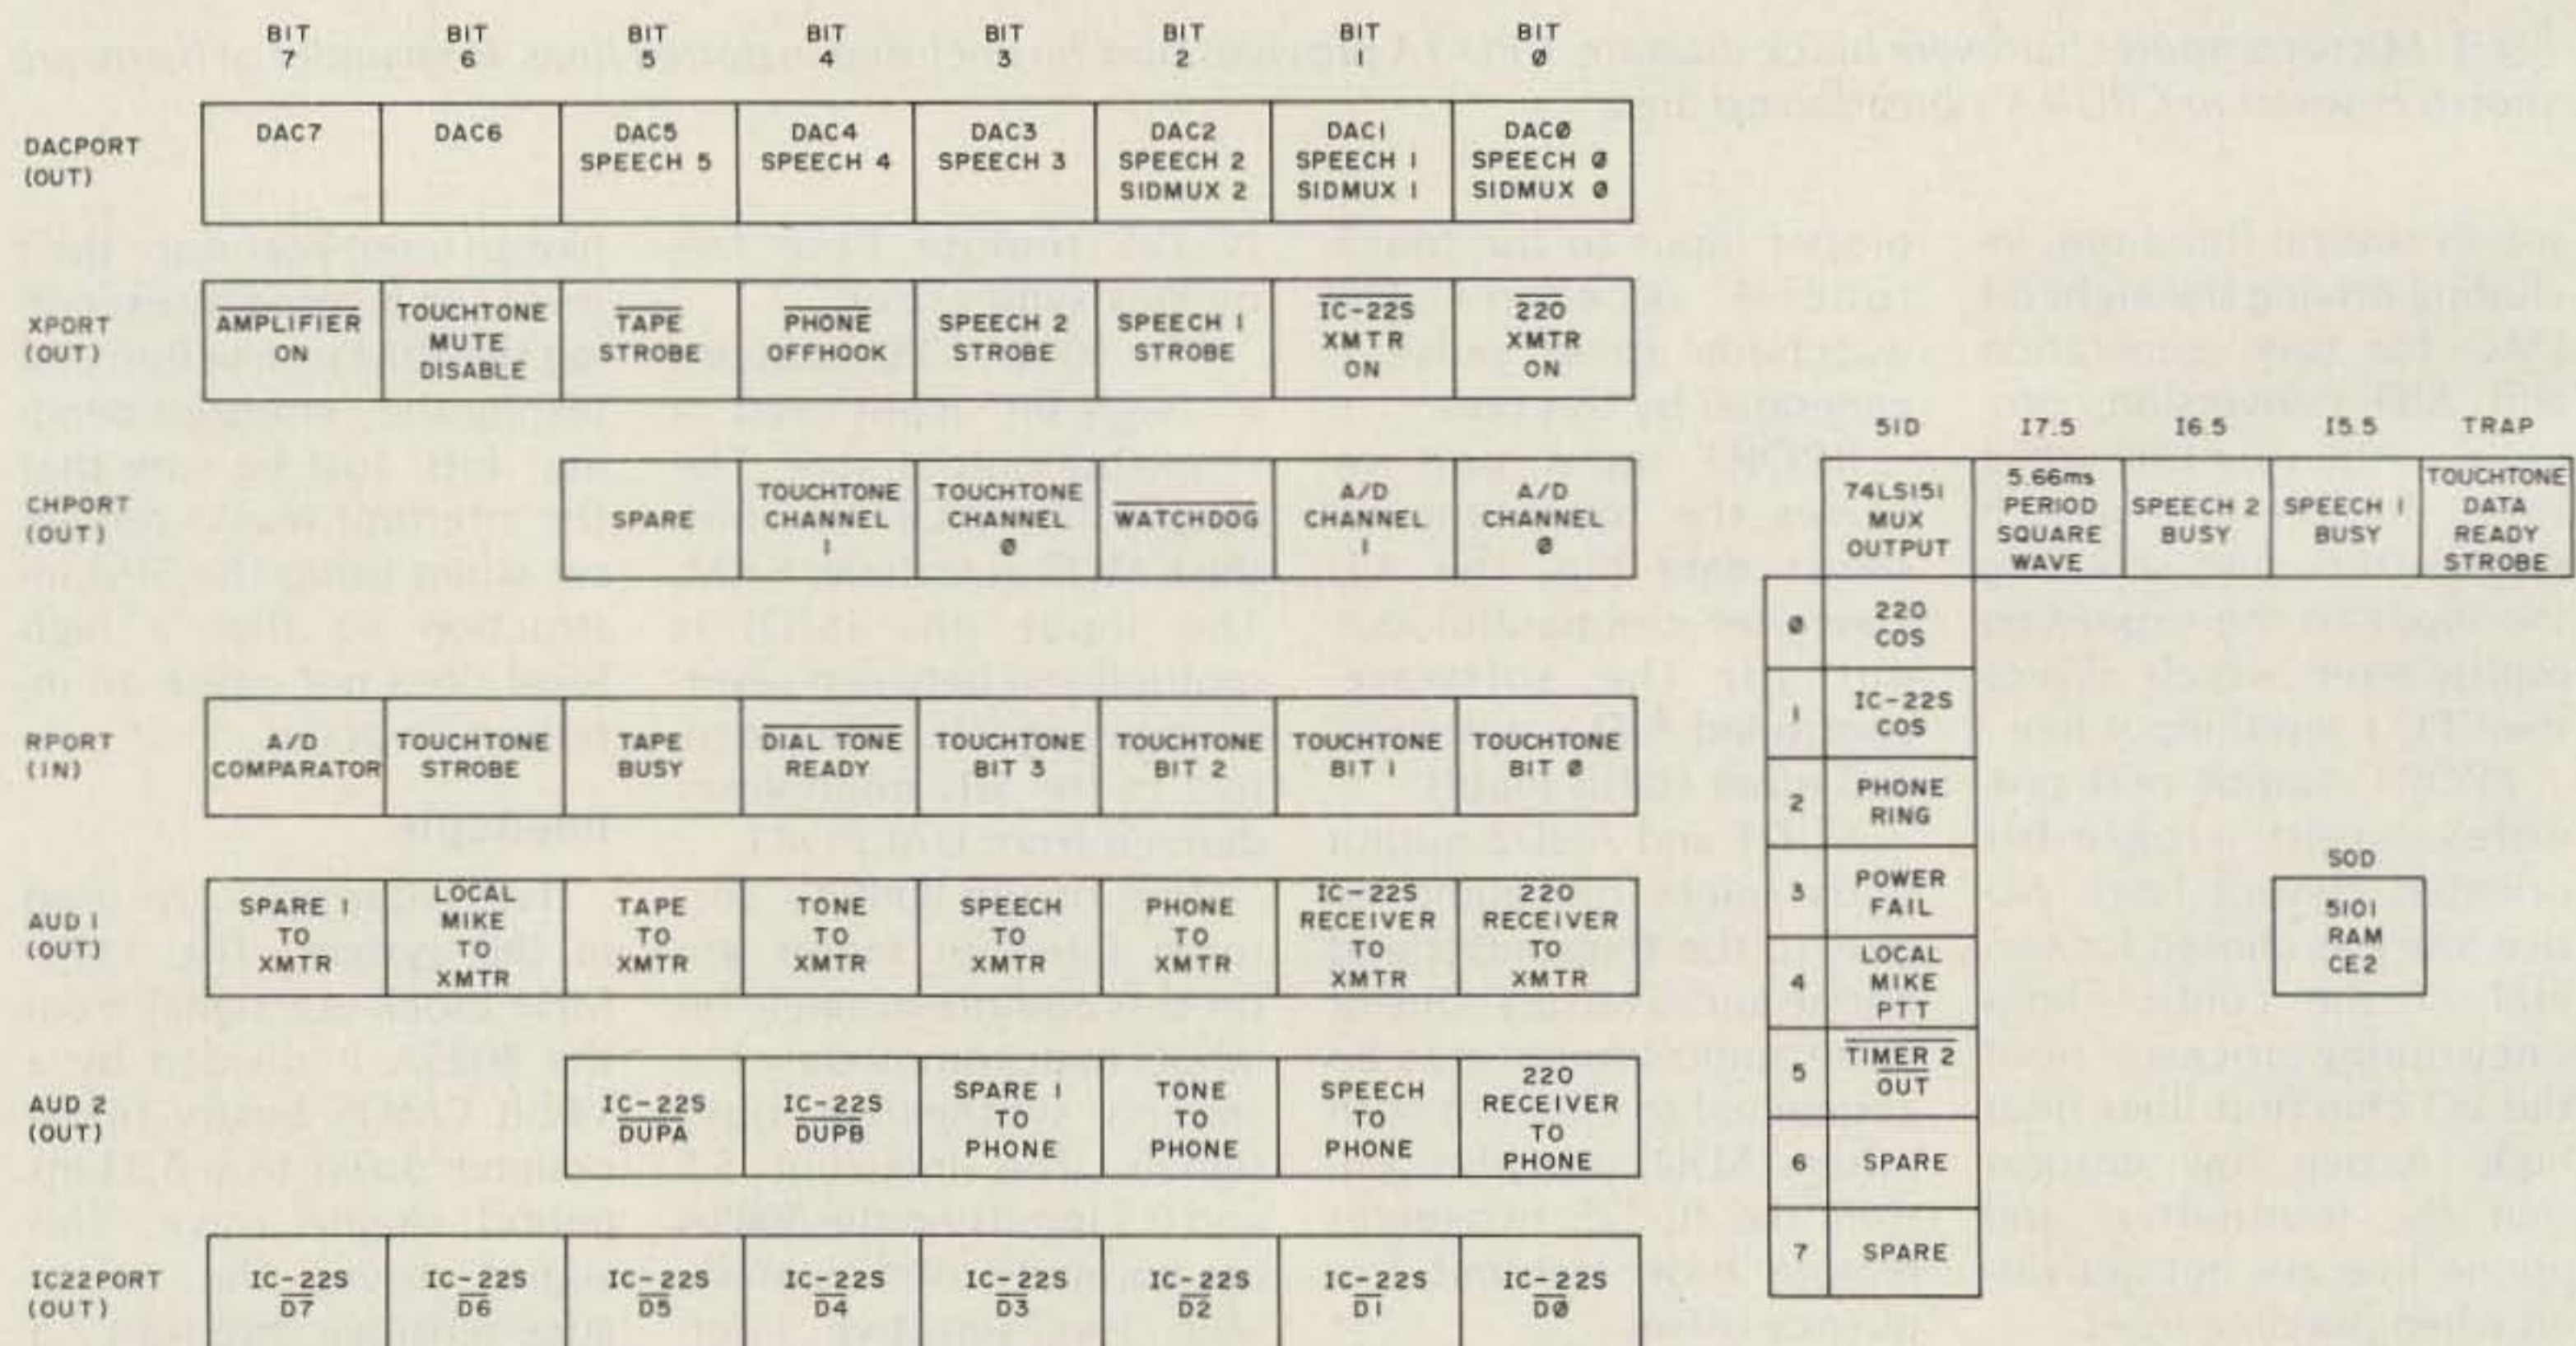 BIT 7 BIT 6 BIT 5 BIT 4 BIT 3 BIT 2 BIT 1 BIT Ø
DACPORT (OUT)
DAC7
DAC6
DAC5 SPEECH 5
DAC4 SPEECH 4
DAC3 SPEECH 3
DAC2 SPEECH 2 SIDMUX 2
DAC1 SPEECH 1 SIDMUX 1
DACØ SPEECH Ø SIDMUX Ø
XPORT (OUT)
AMPLIFIER ON
TOUCHTONE MUTE DISABLE
TAPE STROBE
PHONE OFFHOOK
SPEECH 2 STROBE
SPEECH 1 STROBE
IC-22S XMTR ON
220 XMTR ON
CHPORT (OUT)
SPARE
TOUCHTONE CHANNEL 1
TOUCHTONE CHANNEL Ø
WATCHDOG
A/D CHANNEL 1
A/D CHANNEL Ø
RPORT (IN)
A/D COMPARATOR
TOUCHTONE STROBE
TAPE BUSY
DIAL TONE READY
TOUCHTONE BIT 3
TOUCHTONE BIT 2
TOUCHTONE BIT 1
TOUCHTONE BIT Ø
AUD 1 (OUT)
SPARE 1 TO XMTR
LOCAL MIKE TO XMTR
TAPE TO XMTR
TONE TO XMTR
SPEECH TO XMTR
PHONE TO XMTR
IC-22S RECEIVER TO XMTR
220 RECEIVER TO XMTR
AUD 2 (OUT)
IC-22S DUPA
IC-22S DUPB
SPARE 1 TO PHONE
TONE TO PHONE
SPEECH TO PHONE
220 RECEIVER TO PHONE
IC22PORT (OUT)
IC-22S D7
IC-22S D6
IC-22S D5
IC-22S D4
IC-22S D3
IC-22S D2
IC-22S D1
IC-22S DØ
SID I7.5 I6.5 I5.5 TRAP
74LS151 MUX OUTPUT
5.66ms PERIOD SQUARE WAVE
SPEECH 2 BUSY
SPEECH 1 BUSY
TOUCHTONE DATA READY STROBE
Ø 220 COS
1 IC-22S COS
2 PHONE RING
3 POWER FAIL
4 LOCAL MIKE PTT
5 TIMER 2 OUT
6 SPARE
7 SPARE
SOD
5101 RAM CE2